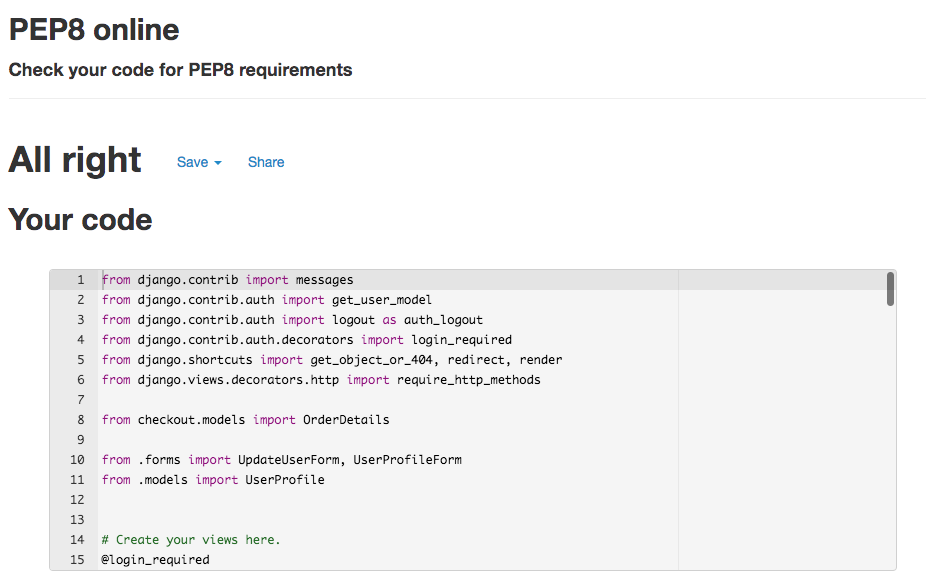 PEP8 online
Check your code for PEP8 requirements
All right Save Share
Your code
1 from django.contrib import messages
2 from django.contrib.auth import get_user_model
3 from django.contrib.auth import logout as auth_logout
4 from django.contrib.auth.decorators import login_required
5 from django.shortcuts import get_object_or_404, redirect, render
6 from django.views.decorators.http import require_http_methods
7
8 from checkout.models import OrderDetails
9
10 from .forms import UpdateUserForm, UserProfileForm
11 from .models import UserProfile
12
13
14 # Create your views here.
15 @login_required